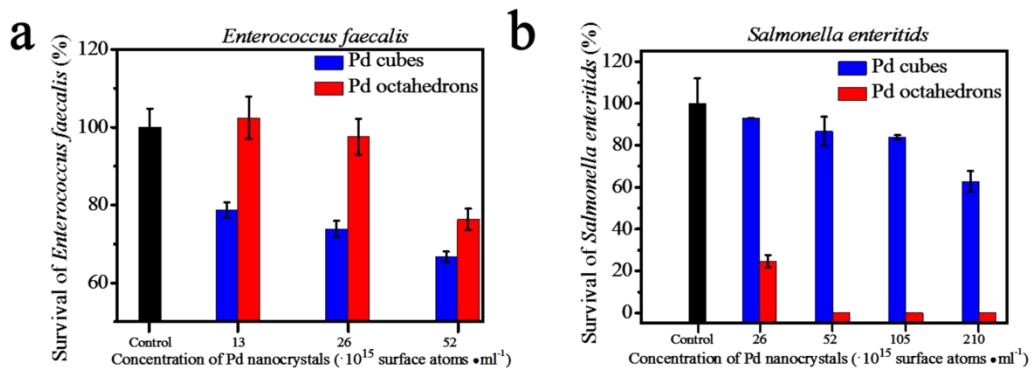 a
Enterococcus faecalis
Survival of Enterococcus faecalis (%)
120
100
80
60
Pd cubes
Pd octahedrons
Control
13
26
52
Concentration of Pd nanocrystals (·10¹⁵ surface atoms •ml⁻¹)
b
Salmonella enteritids
Survival of Salmonella enteritids (%)
120
100
80
60
40
20
0
Pd cubes
Pd octahedrons
Control
26
52
105
210
Concentration of Pd nanocrystals (·10¹⁵ surface atoms •ml⁻¹)